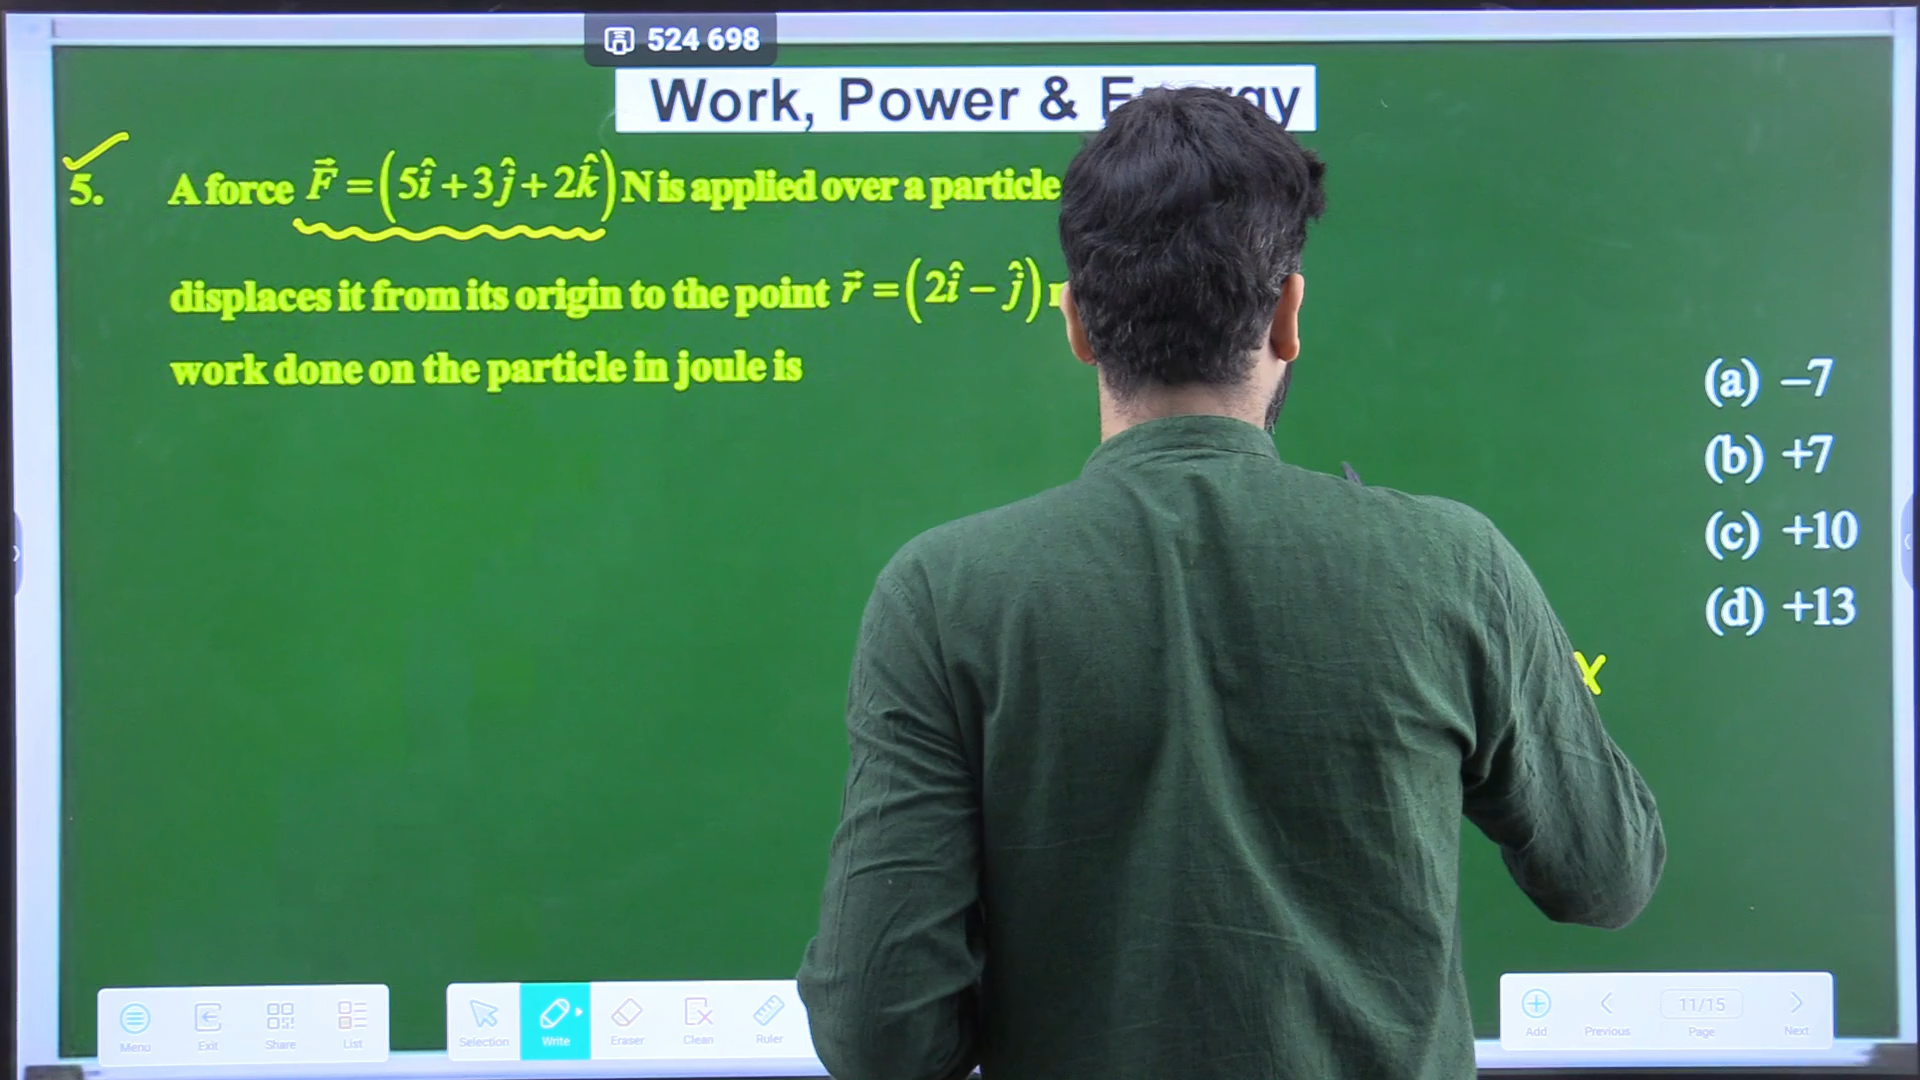 524 698
Work, Power &
5. A force F⃗ = (5î + 3ĵ + 2k̂) N is applied over a particle
displaces it from its origin to the point r⃗ = (2î − ĵ)
work done on the particle in joule is
(a) –7
(b) +7
(c) +10
(d) +13
x
Menu Exit Share List Selection Write Eraser Clean Ruler Add Previous 11/15 Page Next